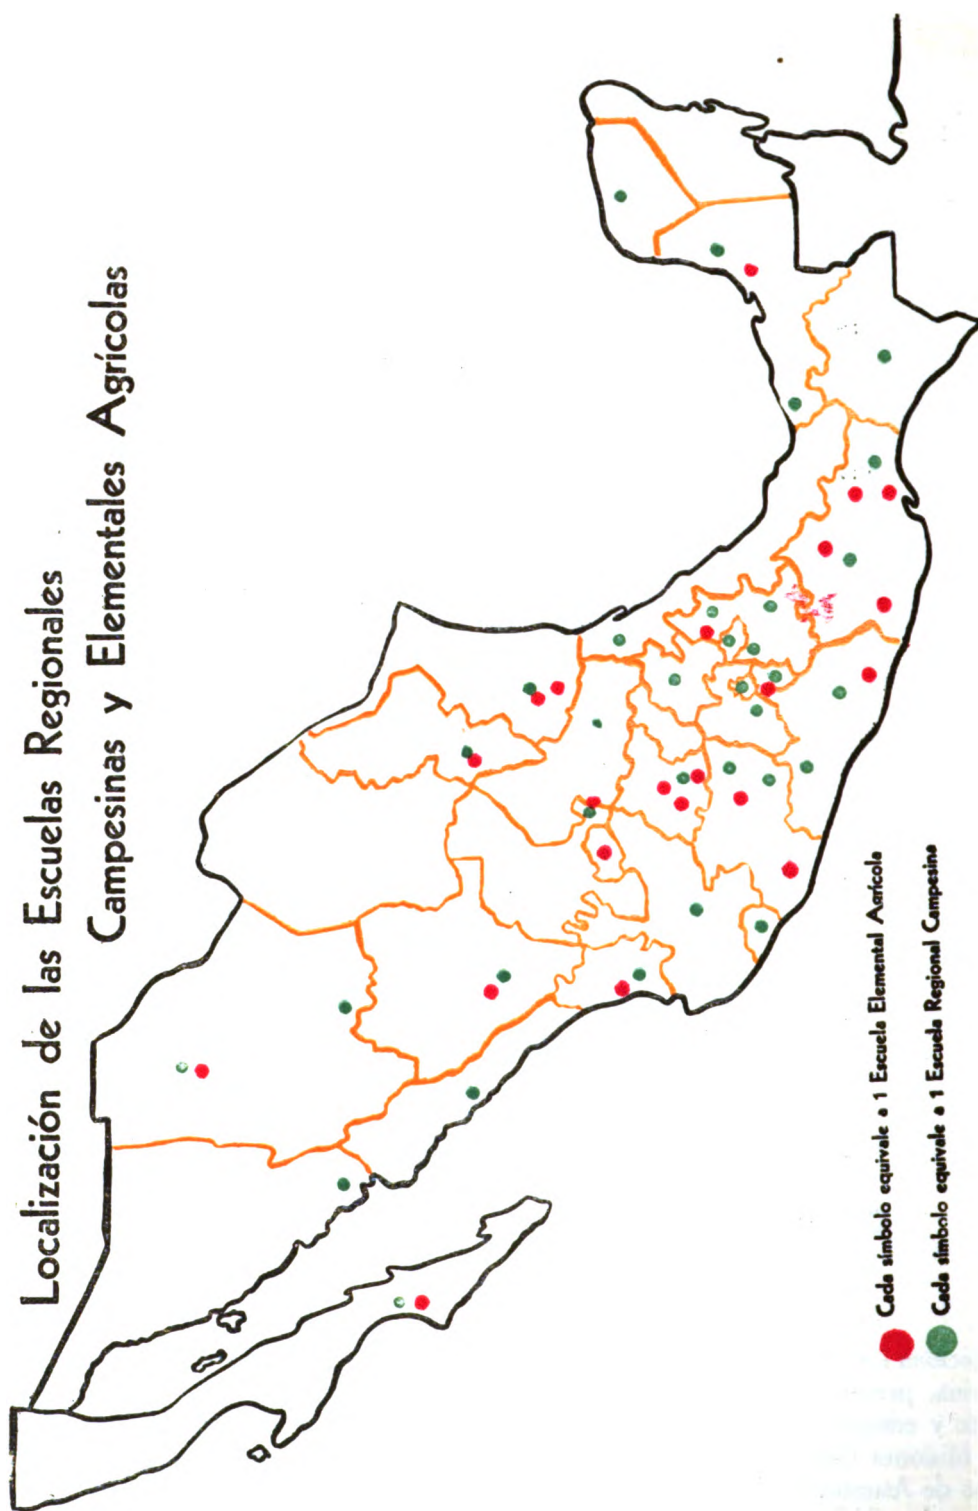 Localización de las Escuelas Regionales
Campesinas y Elementales Agrícolas
Cada símbolo equivale a 1 Escuela Elemental Agrícola
Cada símbolo equivale a 1 Escuela Regional Campesina